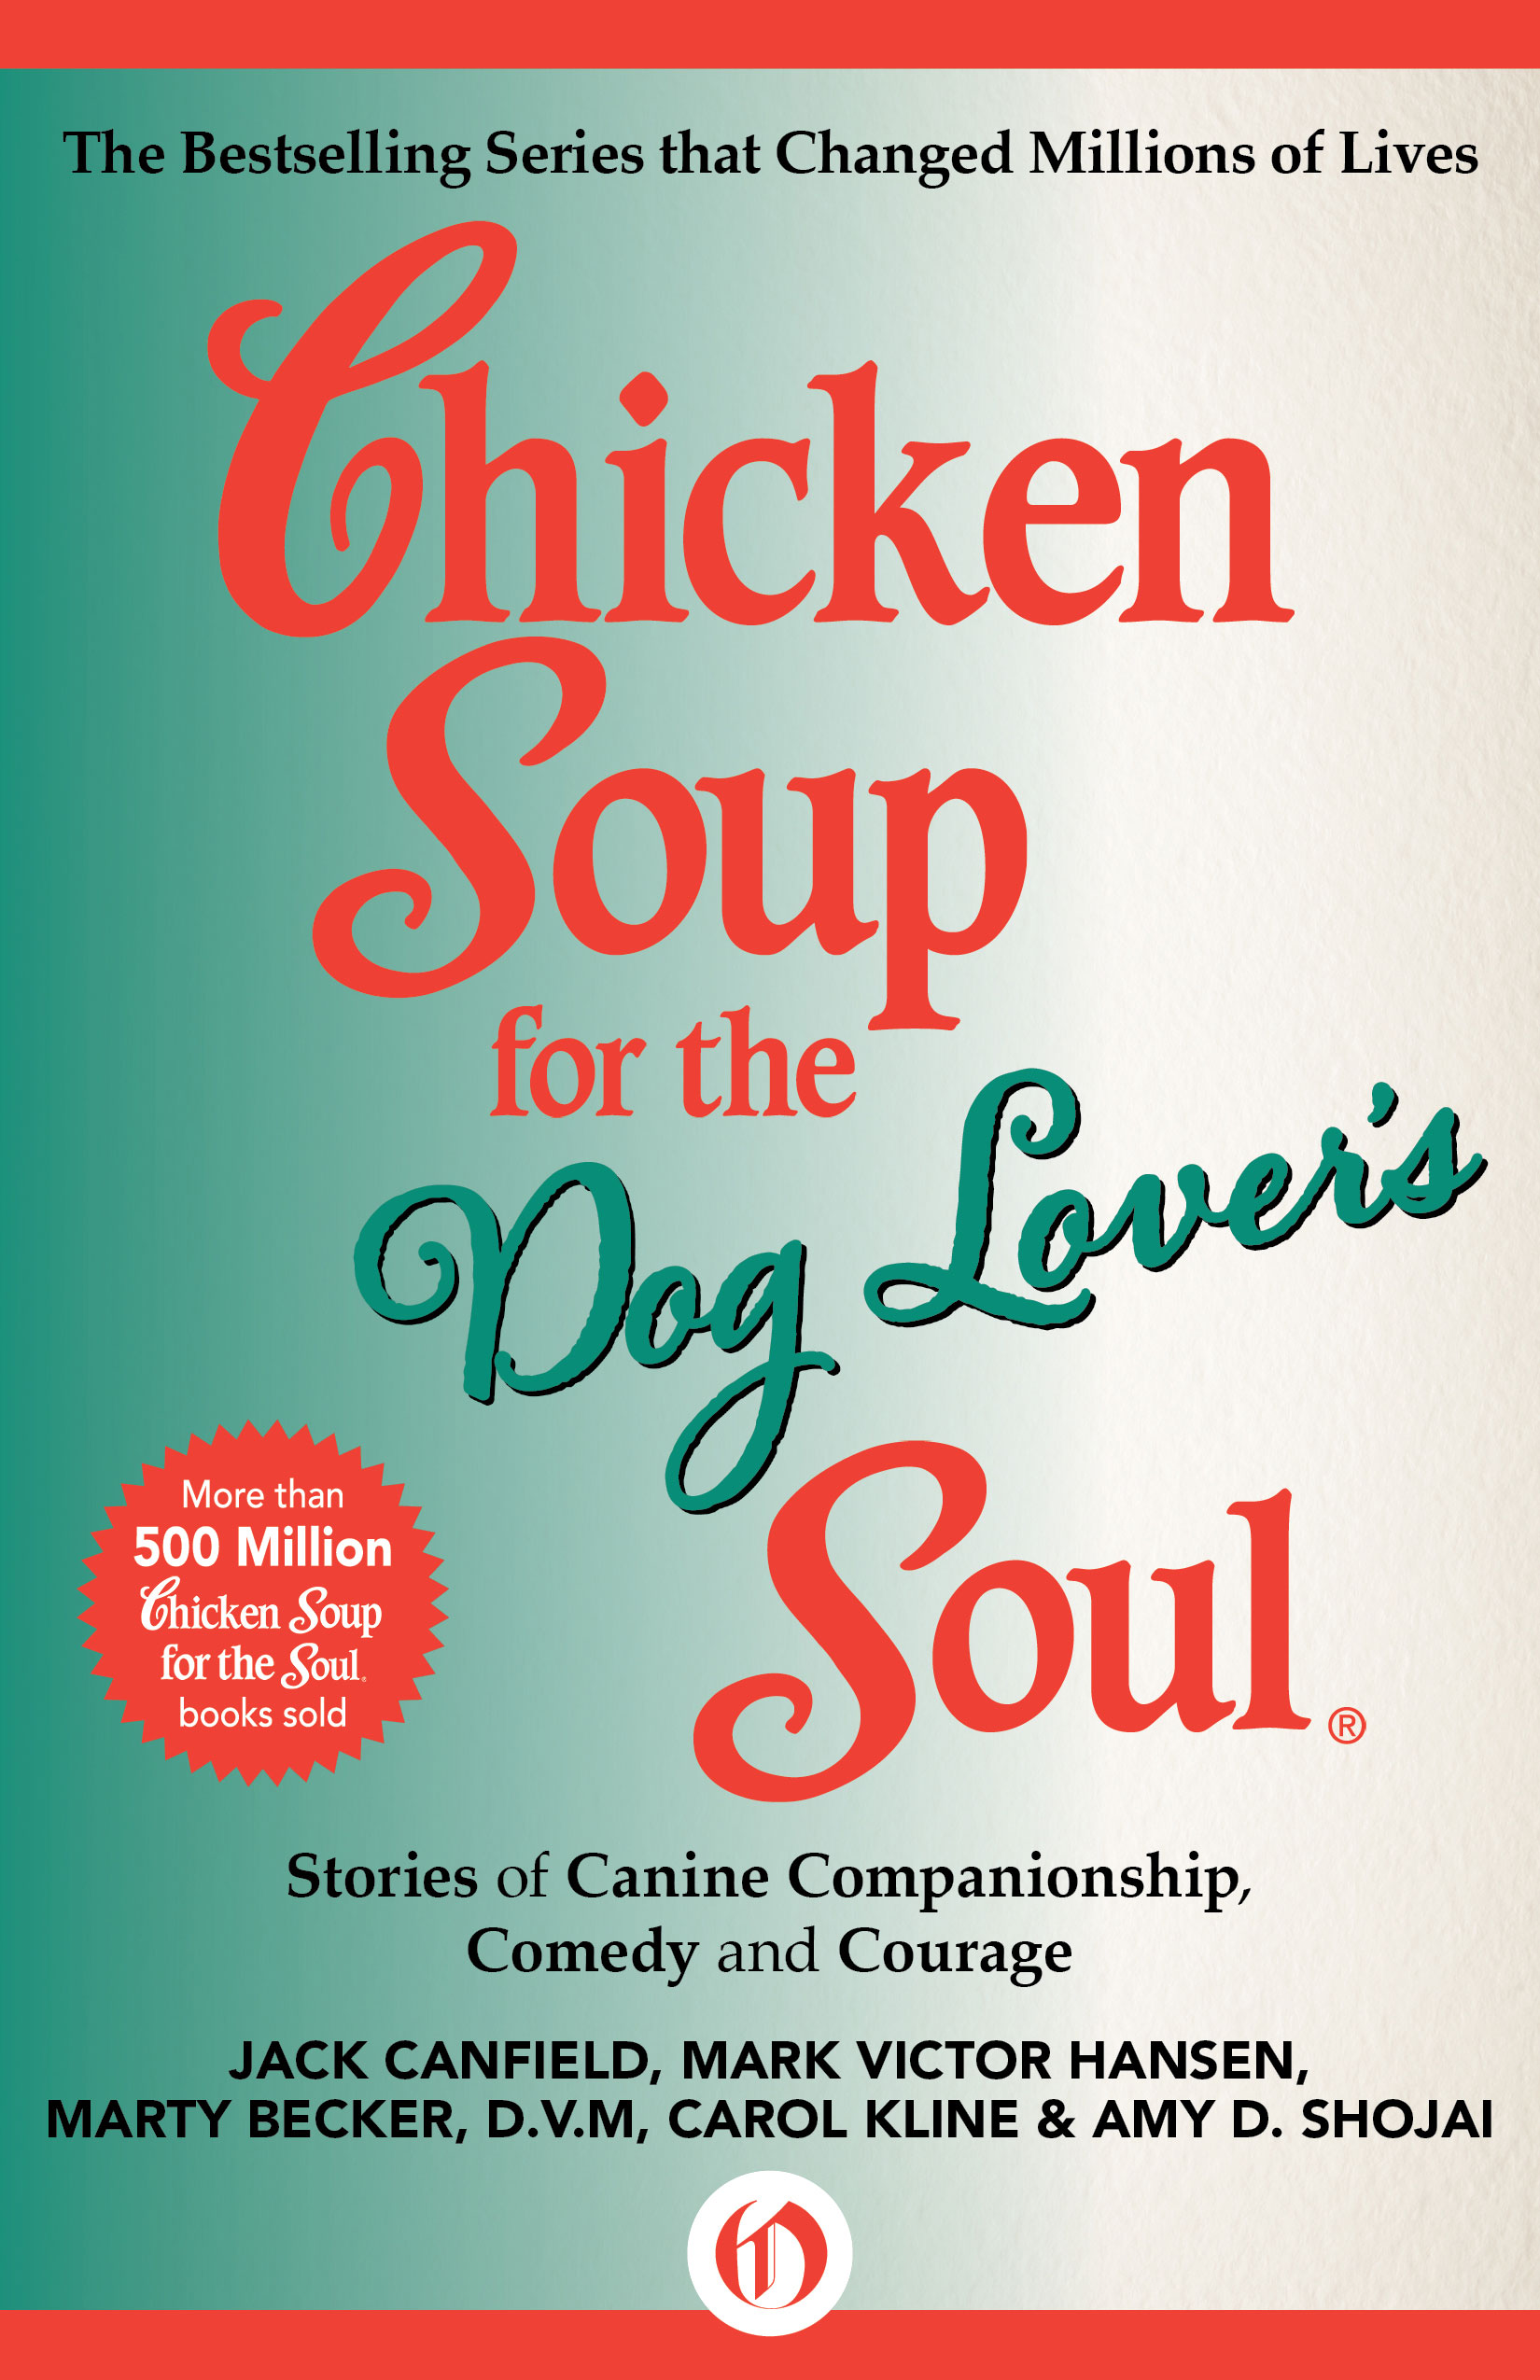 The Bestselling Series that Changed Millions of Lives
Chicken
Soup
for the
Dog Lover's
Soul®
More than
500 Million
Chicken Soup
for the Soul®
books sold
Stories of Canine Companionship,
Comedy and Courage
JACK CANFIELD, MARK VICTOR HANSEN,
MARTY BECKER, D.V.M, CAROL KLINE & AMY D. SHOJAI